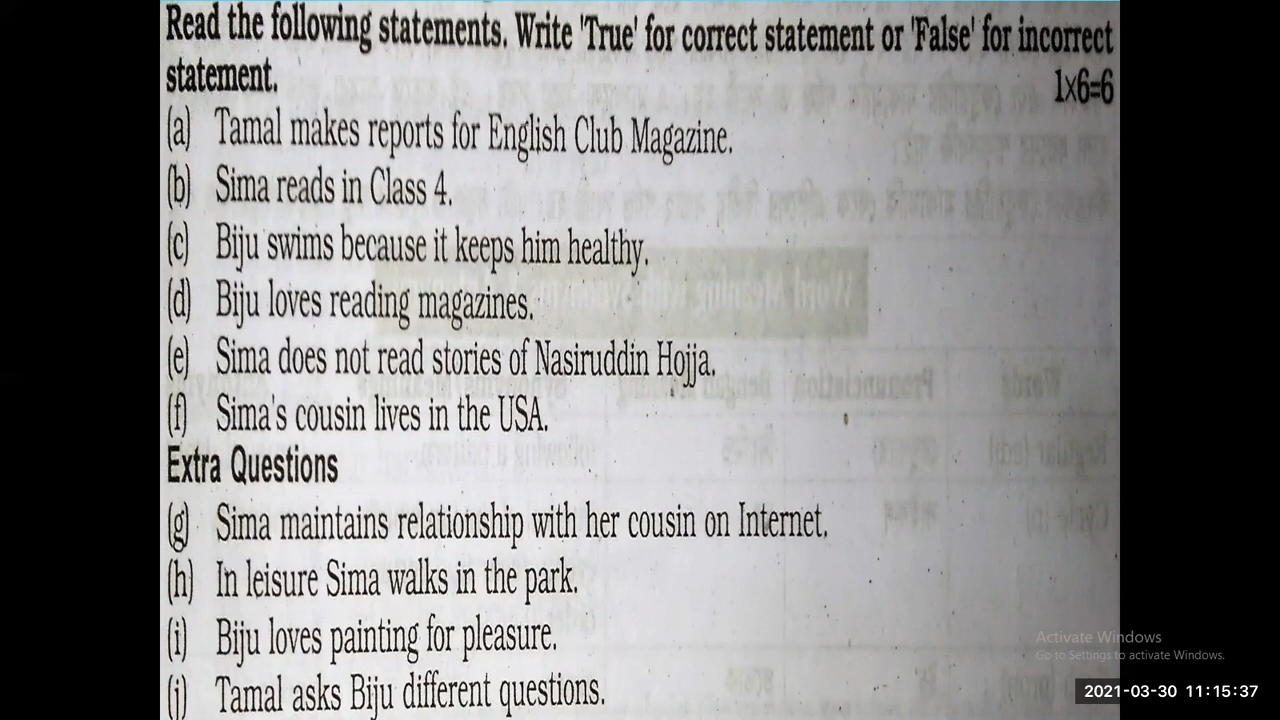 Read the following statements. Write 'True' for correct statement or 'False' for incorrect
statement. 1×6=6
(a) Tamal makes reports for English Club Magazine.
(b) Sima reads in Class 4.
(c) Biju swims because it keeps him healthy.
(d) Biju loves reading magazines.
(e) Sima does not read stories of Nasiruddin Hojja.
(f) Sima's cousin lives in the USA.
Extra Questions
(g) Sima maintains relationship with her cousin on Internet.
(h) In leisure Sima walks in the park.
(i) Biju loves painting for pleasure.
(j) Tamal asks Biju different questions.
Activate Windows
Go to Settings to activate Windows.
2021-03-30 11:15:37